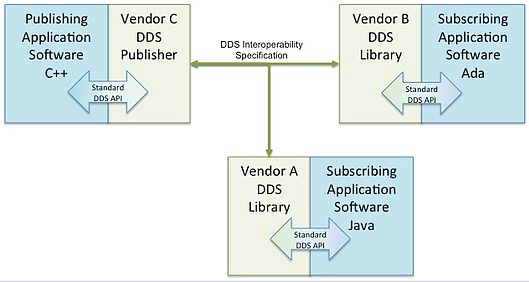 Publishing
Application
Software
C++
Standard
DDS API
Vendor C
DDS
Publisher
DDS Interoperability
Specification
Vendor B
DDS
Library
Subscribing
Application
Software
Ada
Standard
DDS API
Vendor A
DDS
Library
Subscribing
Application
Software
Java
Standard
DDS API